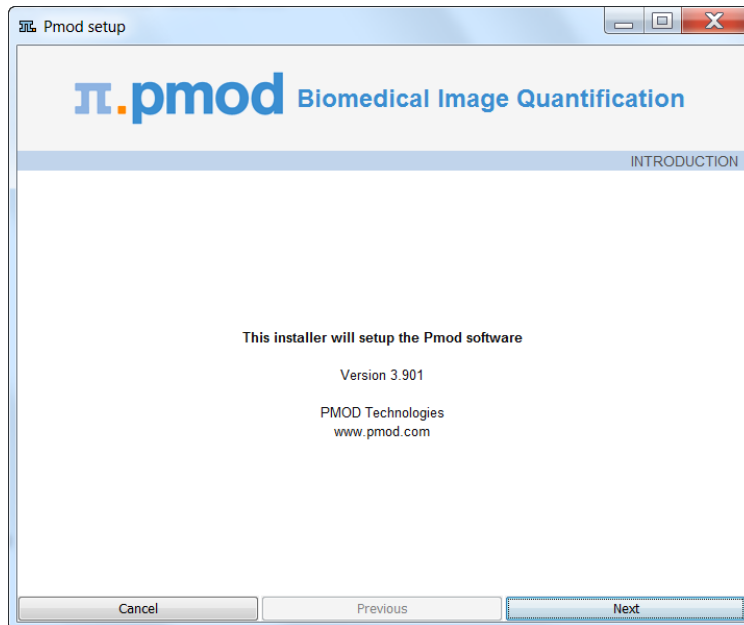 Pmod setup
π.pmod Biomedical Image Quantification
INTRODUCTION
This installer will setup the Pmod software
Version 3.901
PMOD Technologies
www.pmod.com
Cancel Previous Next